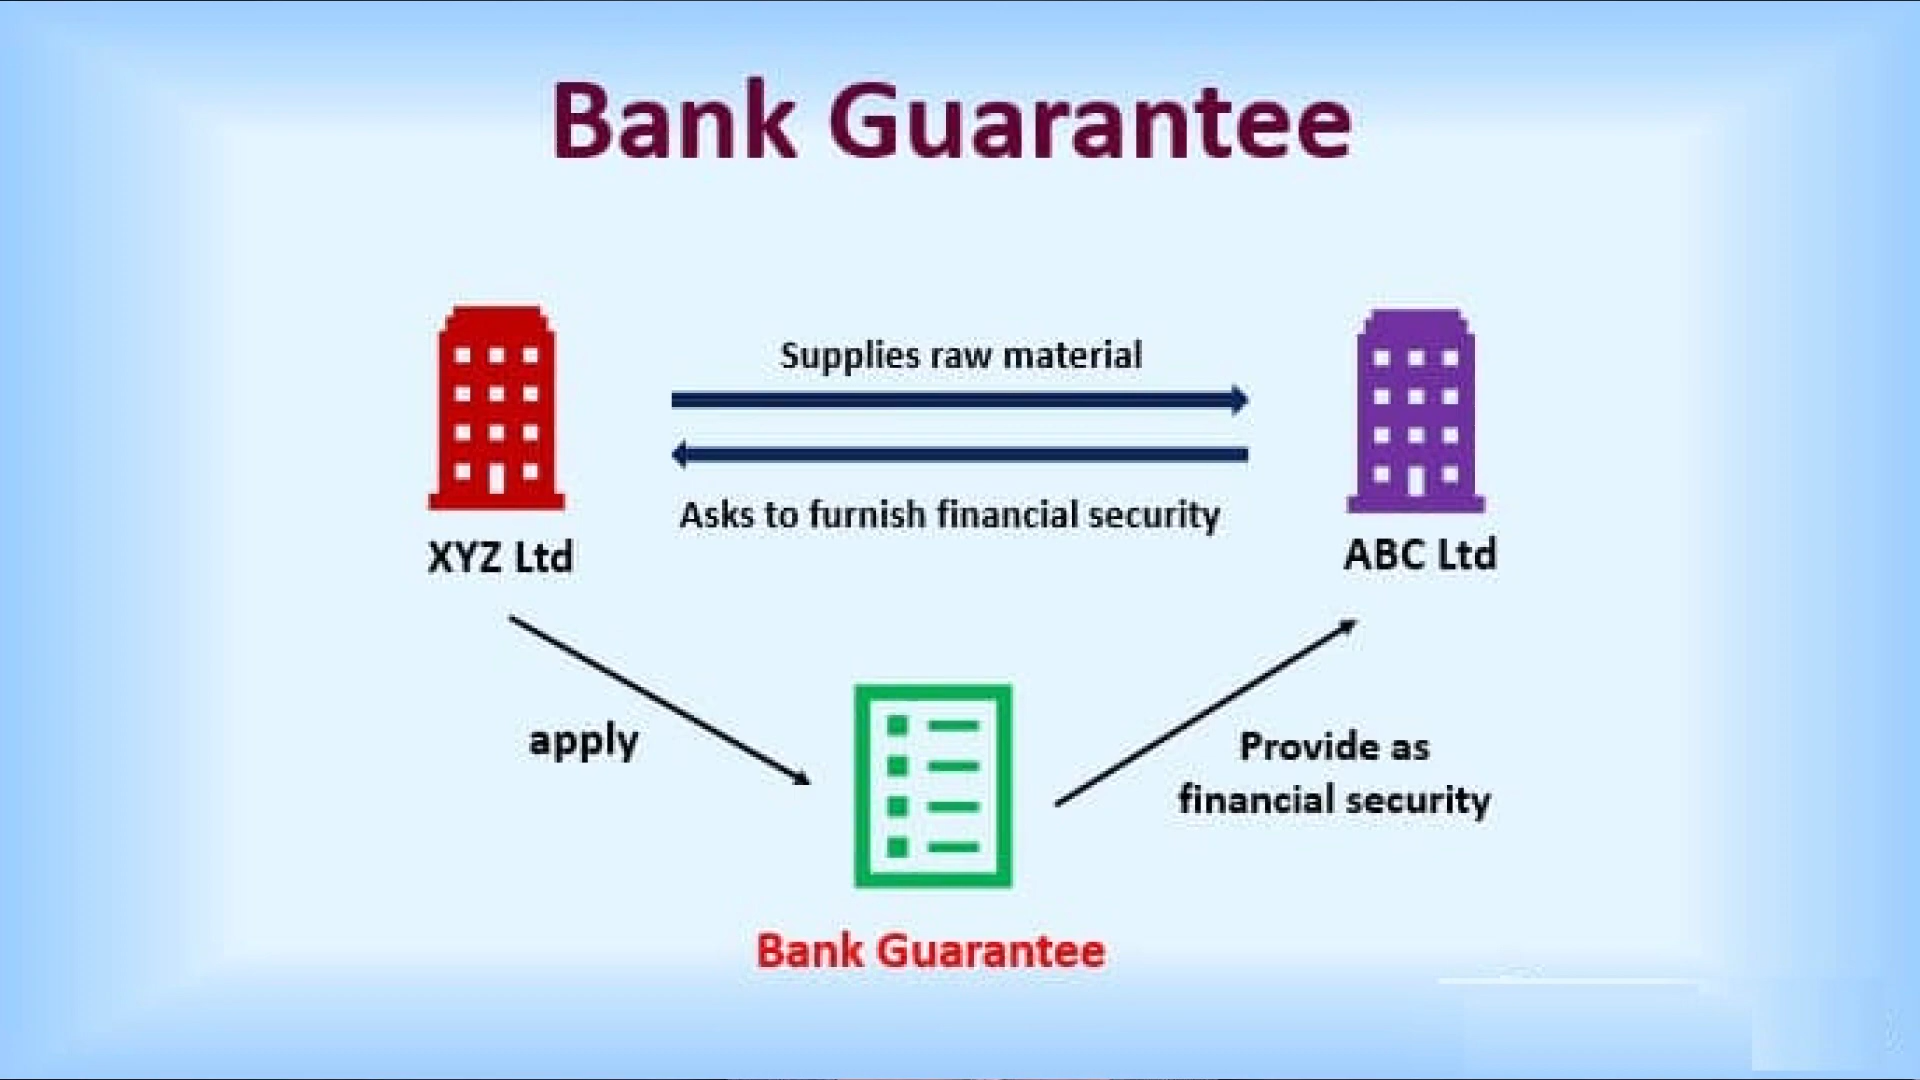 Bank Guarantee
Supplies raw material
Asks to furnish financial security
XYZ Ltd
ABC Ltd
apply
Provide as
financial security
Bank Guarantee